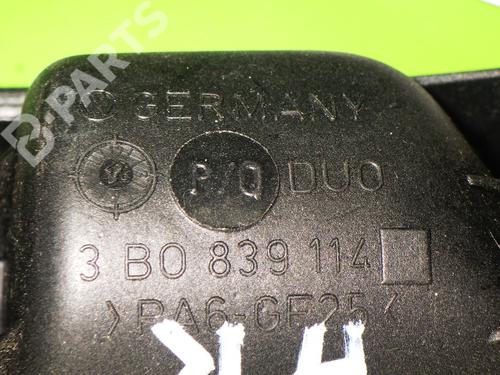 B-PARTS
GERMANY
P/Q DUO
3 B0 839 114
>PA6-GF25<